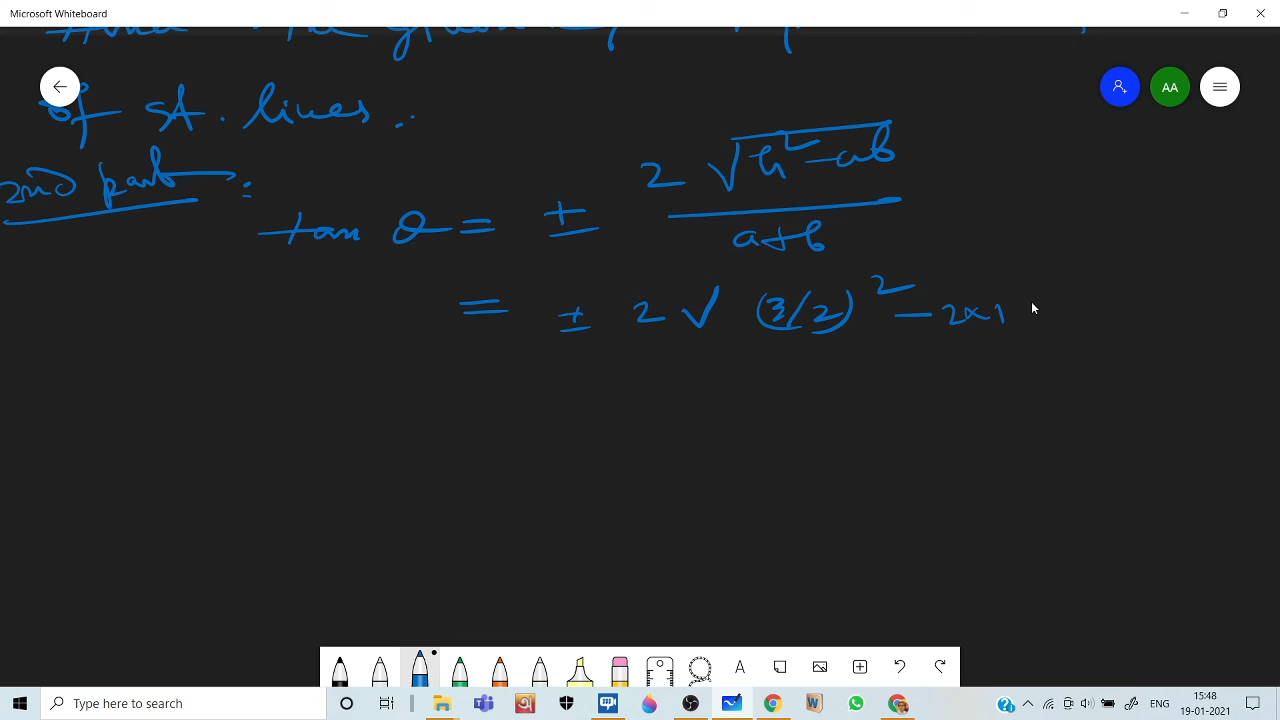 Microsoft Whiteboard
of st. lines.
AA
2nd part :
tan θ = ± 2 √h² - ab / a+b
= ± 2 √ (3/2)² - 2×1
A
Type here to search
ENG
15:48
19-01-2021